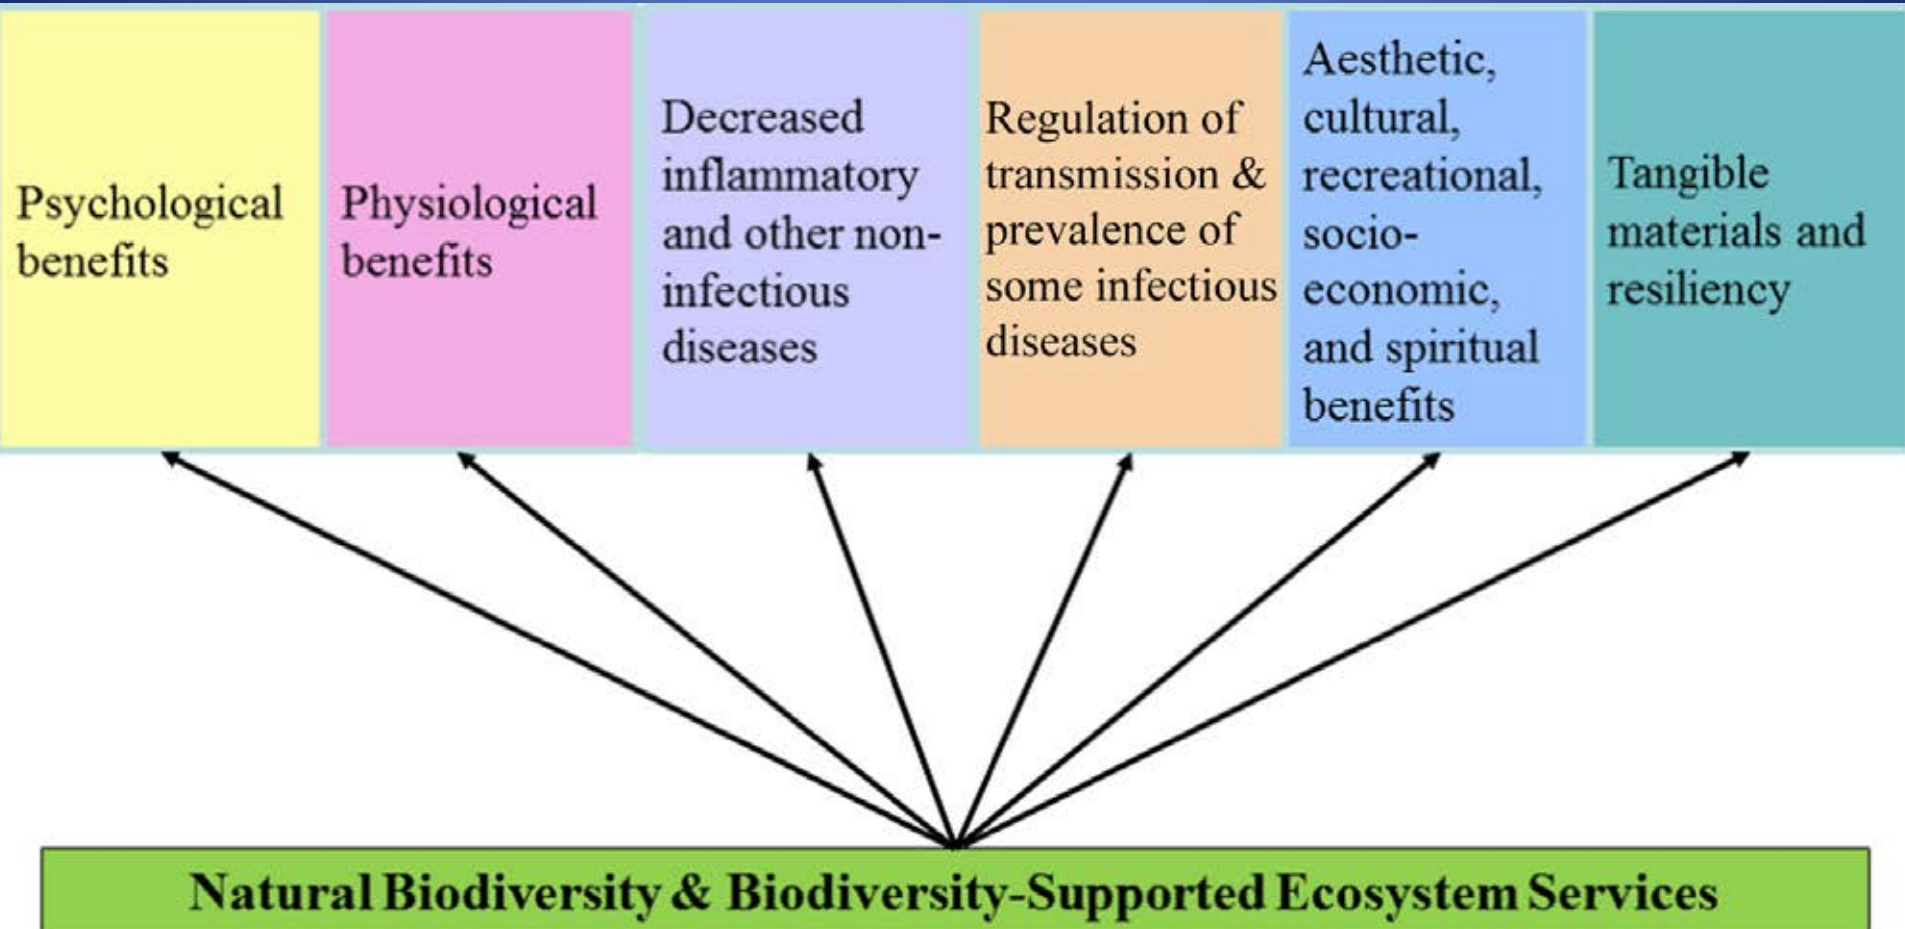 Psychological
benefits
Physiological
benefits
Decreased
inflammatory
and other non-
infectious
diseases
Regulation of
transmission &
prevalence of
some infectious
diseases
Aesthetic,
cultural,
recreational,
socio-
economic,
and spiritual
benefits
Tangible
materials and
resiliency
Natural Biodiversity & Biodiversity-Supported Ecosystem Services